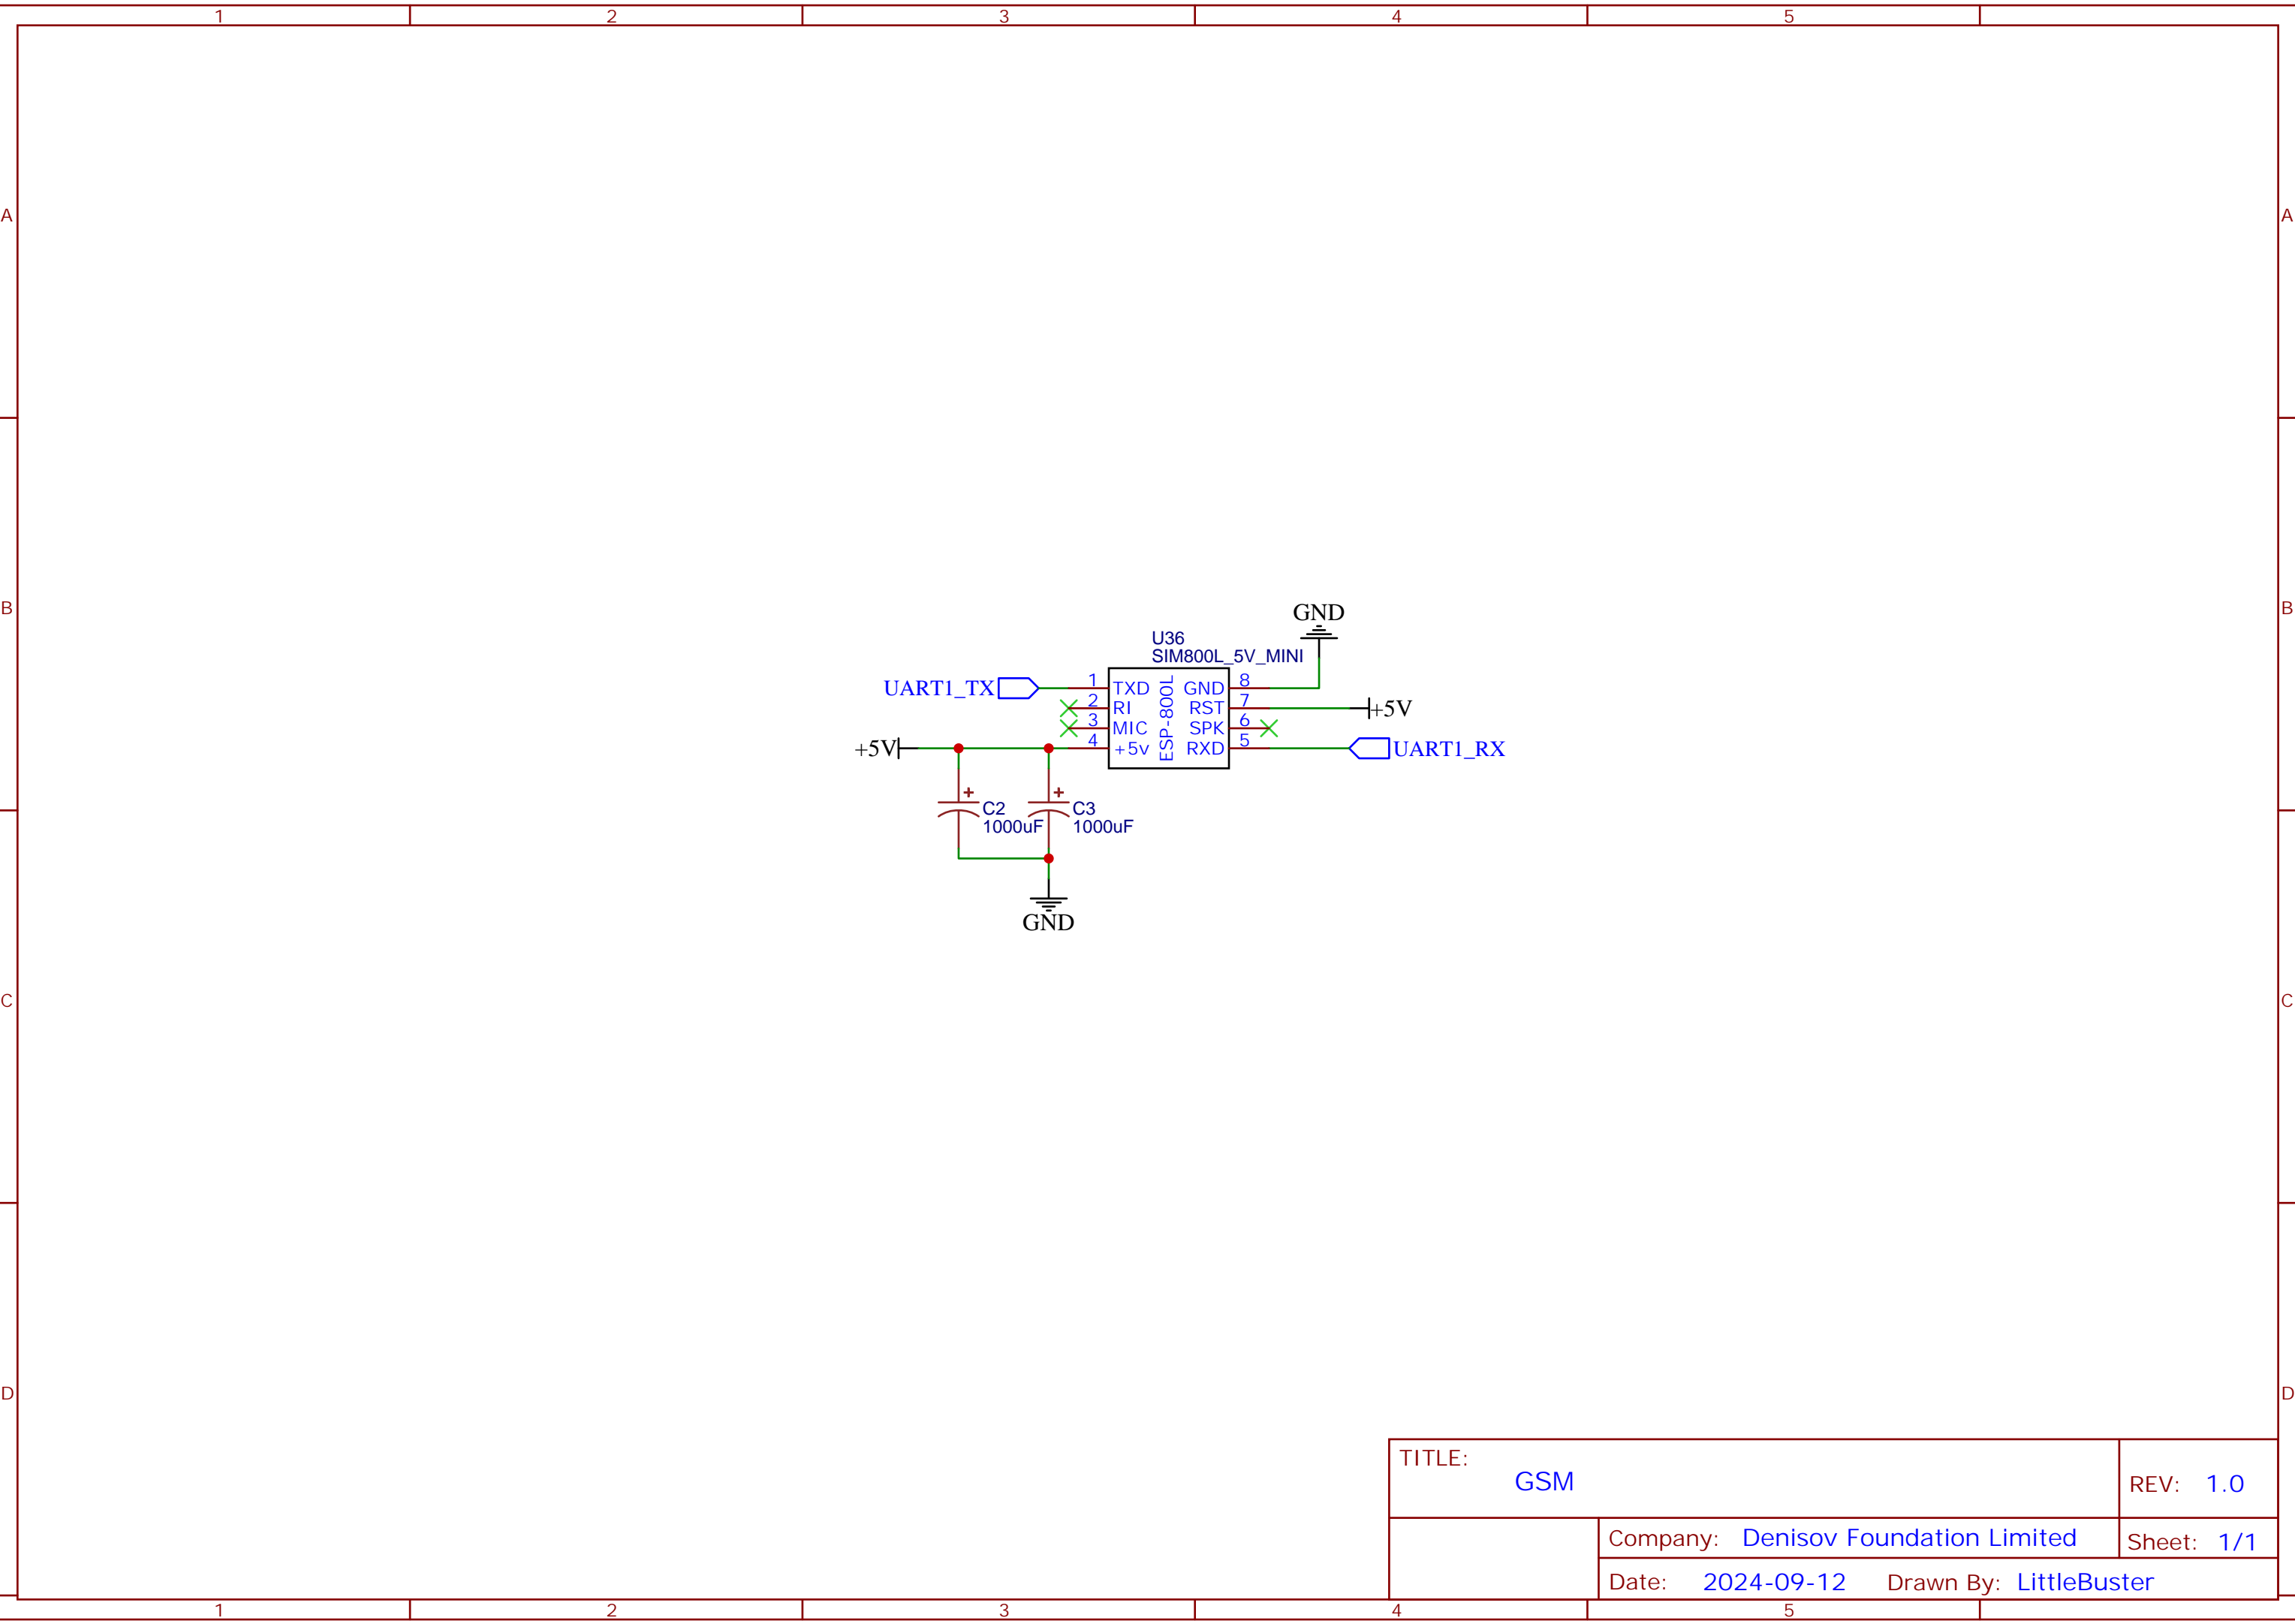 1 2 3 4 5
A A
B B
GND
U36
SIM800L_5V_MINI
UART1_TX 1 TXD GND 8
2 RI RST 7 +5V
3 MIC SPK 6
+5V 4 +5v RXD 5 UART1_RX
ESP-800L
+ C2 1000uF
+ C3 1000uF
GND
C C
D D
TITLE: GSM
REV: 1.0
Company: Denisov Foundation Limited
Sheet: 1/1
Date: 2024-09-12 Drawn By: LittleBuster
1 2 3 4 5